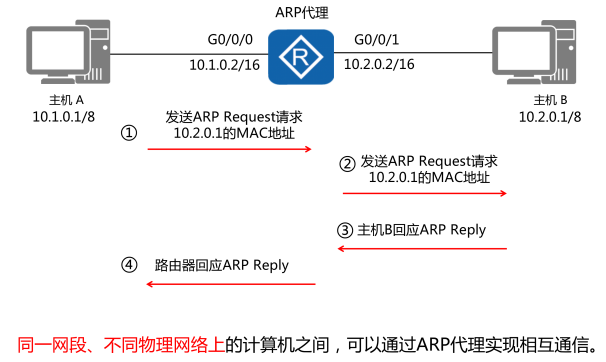 ARP代理
G0/0/0
G0/0/1
R
10.1.0.2/16
10.2.0.2/16
主机 A
10.1.0.1/8
主机 B
10.2.0.1/8
① 发送ARP Request请求
10.2.0.1的MAC地址
② 发送ARP Request请求
10.2.0.1的MAC地址
③ 主机B回应ARP Reply
④ 路由器回应ARP Reply
同一网段、不同物理网络上的计算机之间，可以通过ARP代理实现相互通信。